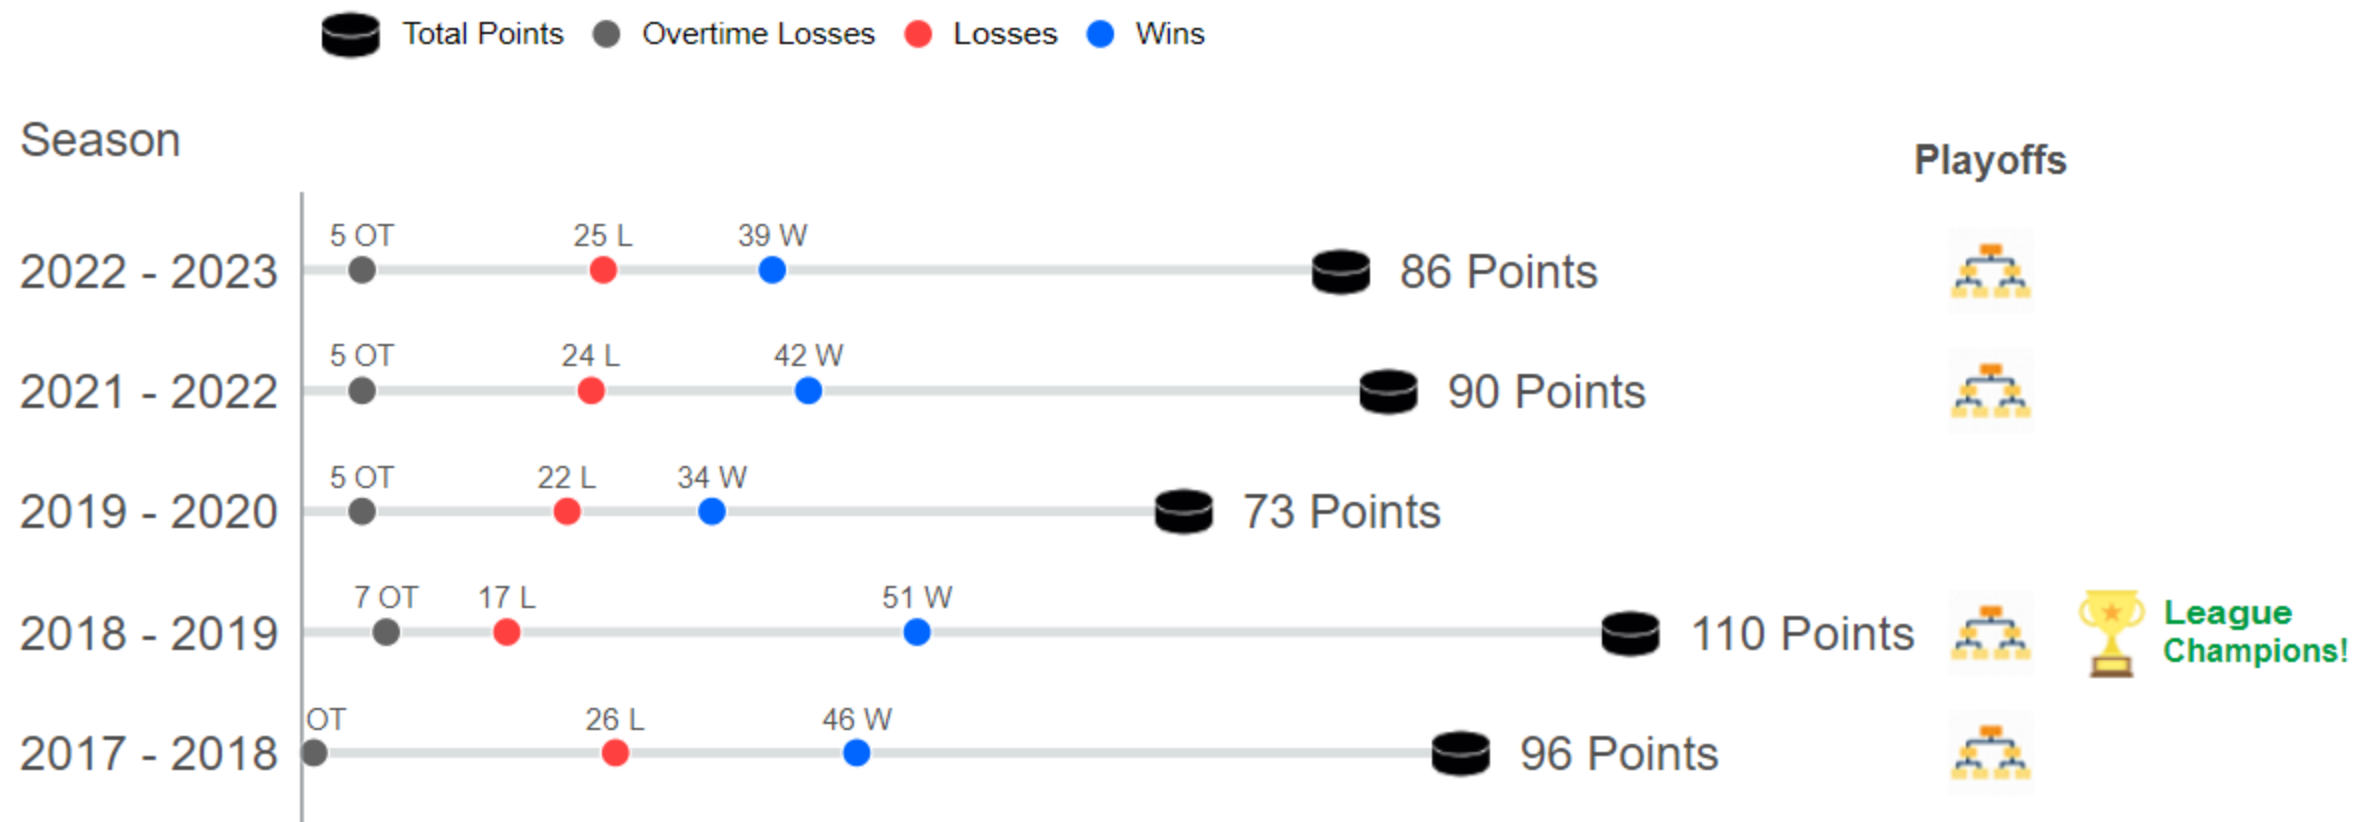 Total Points Overtime Losses Losses Wins
Season
Playoffs
5 OT 25 L 39 W
2022 - 2023 86 Points
5 OT 24 L 42 W
2021 - 2022 90 Points
5 OT 22 L 34 W
2019 - 2020 73 Points
7 OT 17 L 51 W
2018 - 2019 110 Points
League
Champions!
OT 26 L 46 W
2017 - 2018 96 Points